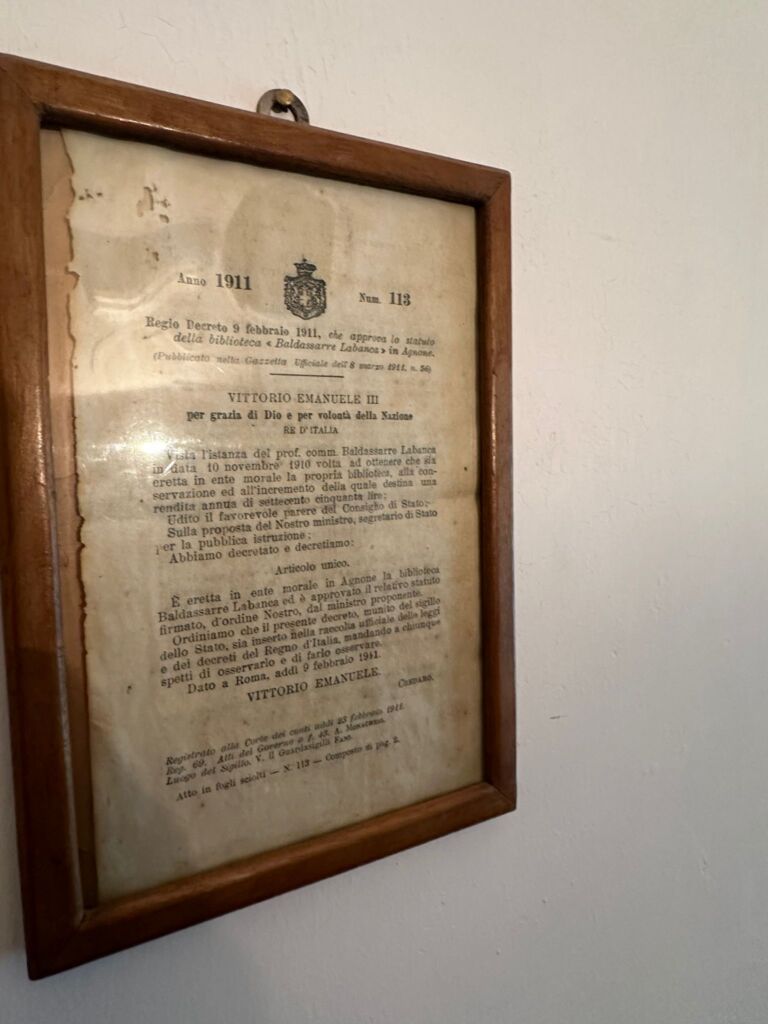 Anno 1911
Num. 113
Regio Decreto 9 febbraio 1911, che approva lo statuto
della biblioteca « Baldassarre Labanca » in Agnone.
(Pubblicato nella Gazzetta Ufficiale dell'8 marzo 1911, n. 56)
VITTORIO EMANUELE III
per grazia di Dio e per volontà della Nazione
RE D'ITALIA
Vista l'istanza del prof. comm. Baldassarre Labanca
in data 10 novembre 1910 volta ad ottenere che sia
eretta in ente morale la propria biblioteca, alla con-
servazione ed all'incremento della quale destina una
rendita annua di settecento cinquanta lire;
Udito il favorevole parere del Consiglio di Stato;
Sulla proposta del Nostro ministro, segretario di Stato
per la pubblica istruzione;
Abbiamo decretato e decretiamo:
Articolo unico.
È eretta in ente morale in Agnone la biblioteca
Baldassarre Labanca ed è approvato il relativo statuto
firmato, d'ordine Nostro, dal ministro proponente.
Ordiniamo che il presente decreto, munito del sigillo
dello Stato, sia inserto nella raccolta ufficiale delle leggi
e dei decreti del Regno d'Italia, mandando a chiunque
spetti di osservarlo e di farlo osservare.
Dato a Roma, addì 9 febbraio 1911.
VITTORIO EMANUELE.
Credaro.
Registrato alla Corte dei conti addì 23 febbraio 1911.
Reg. 69. Atti del Governo a f. 43. A.
Luogo del Sigillo. V. Il Guardasigilli Fani.
Atto in fogli sciolti — N. 113 — Composto di pag. 2.